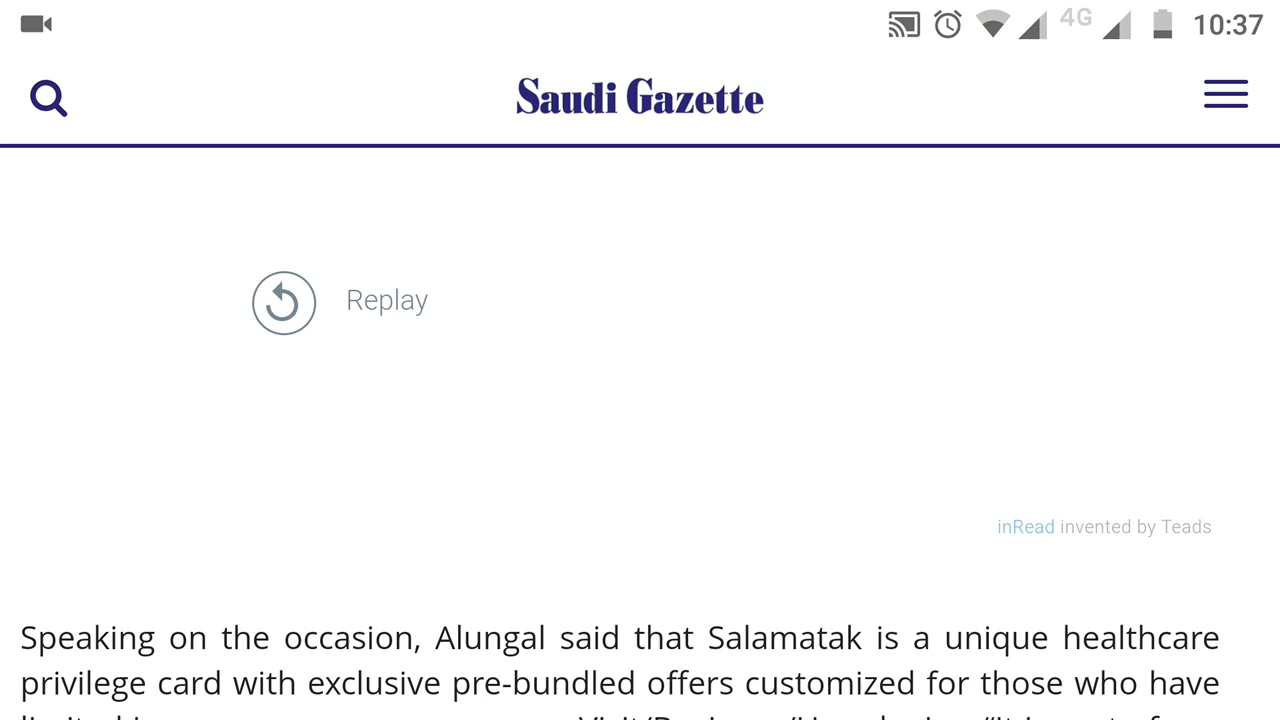 4G 10:37
Saudi Gazette
Replay
inRead invented by Teads
Speaking on the occasion, Alungal said that Salamatak is a unique healthcare
privilege card with exclusive pre-bundled offers customized for those who have